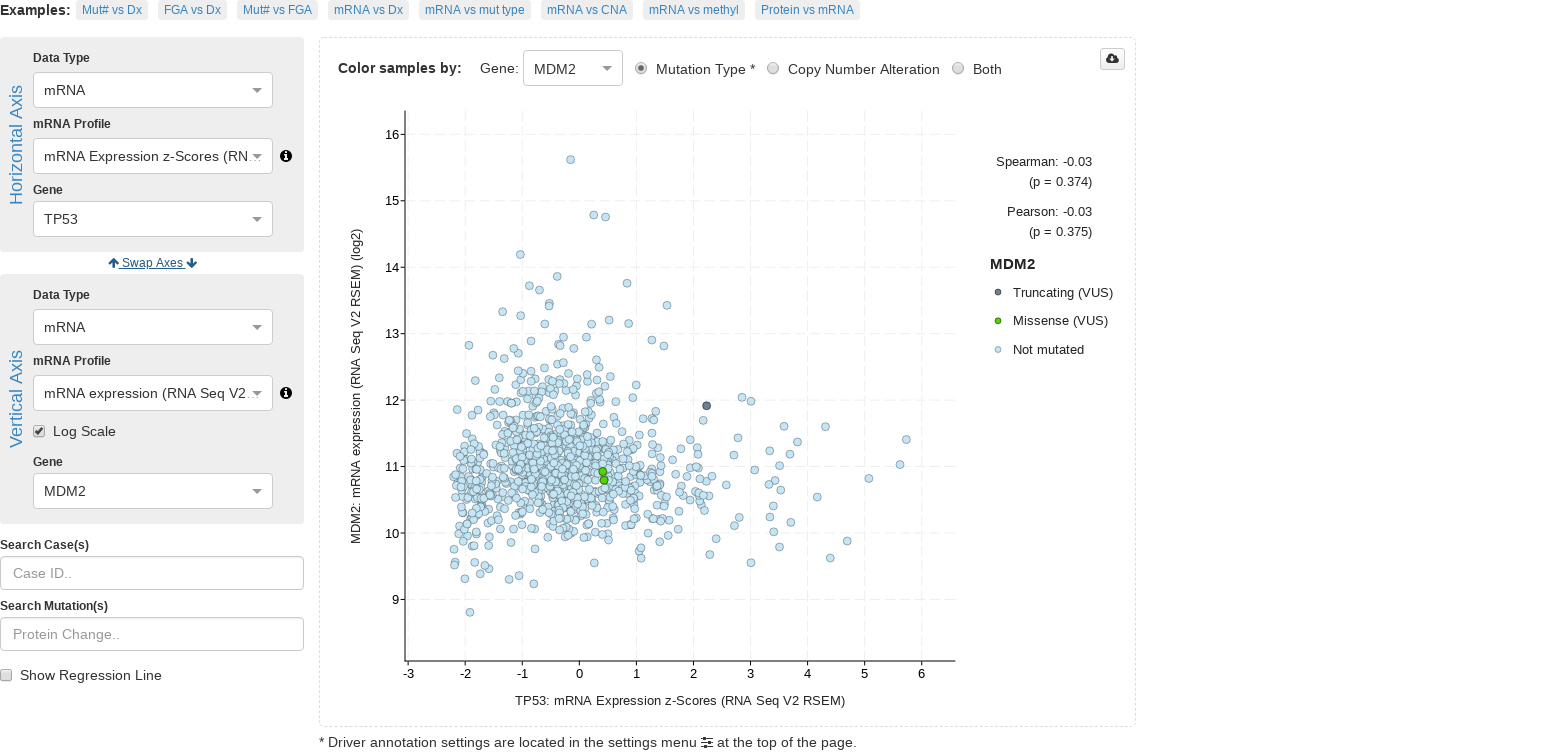 Examples: Mut# vs Dx FGA vs Dx Mut# vs FGA mRNA vs Dx mRNA vs mut type mRNA vs CNA mRNA vs methyl Protein vs mRNA
Horizontal Axis
Data Type
mRNA
mRNA Profile
mRNA Expression z-Scores (RN...
Gene
TP53
Swap Axes
Vertical Axis
Data Type
mRNA
mRNA Profile
mRNA expression (RNA Seq V2...
Log Scale
Gene
MDM2
Search Case(s)
Case ID..
Search Mutation(s)
Protein Change..
Show Regression Line
Color samples by: Gene: MDM2 Mutation Type * Copy Number Alteration Both
MDM2: mRNA expression (RNA Seq V2 RSEM) (log2)
16
15
14
13
12
11
10
9
-3 -2 -1 0 1 2 3 4 5 6
TP53: mRNA Expression z-Scores (RNA Seq V2 RSEM)
Spearman: -0.03
(p = 0.374)
Pearson: -0.03
(p = 0.375)
MDM2
Truncating (VUS)
Missense (VUS)
Not mutated
* Driver annotation settings are located in the settings menu at the top of the page.